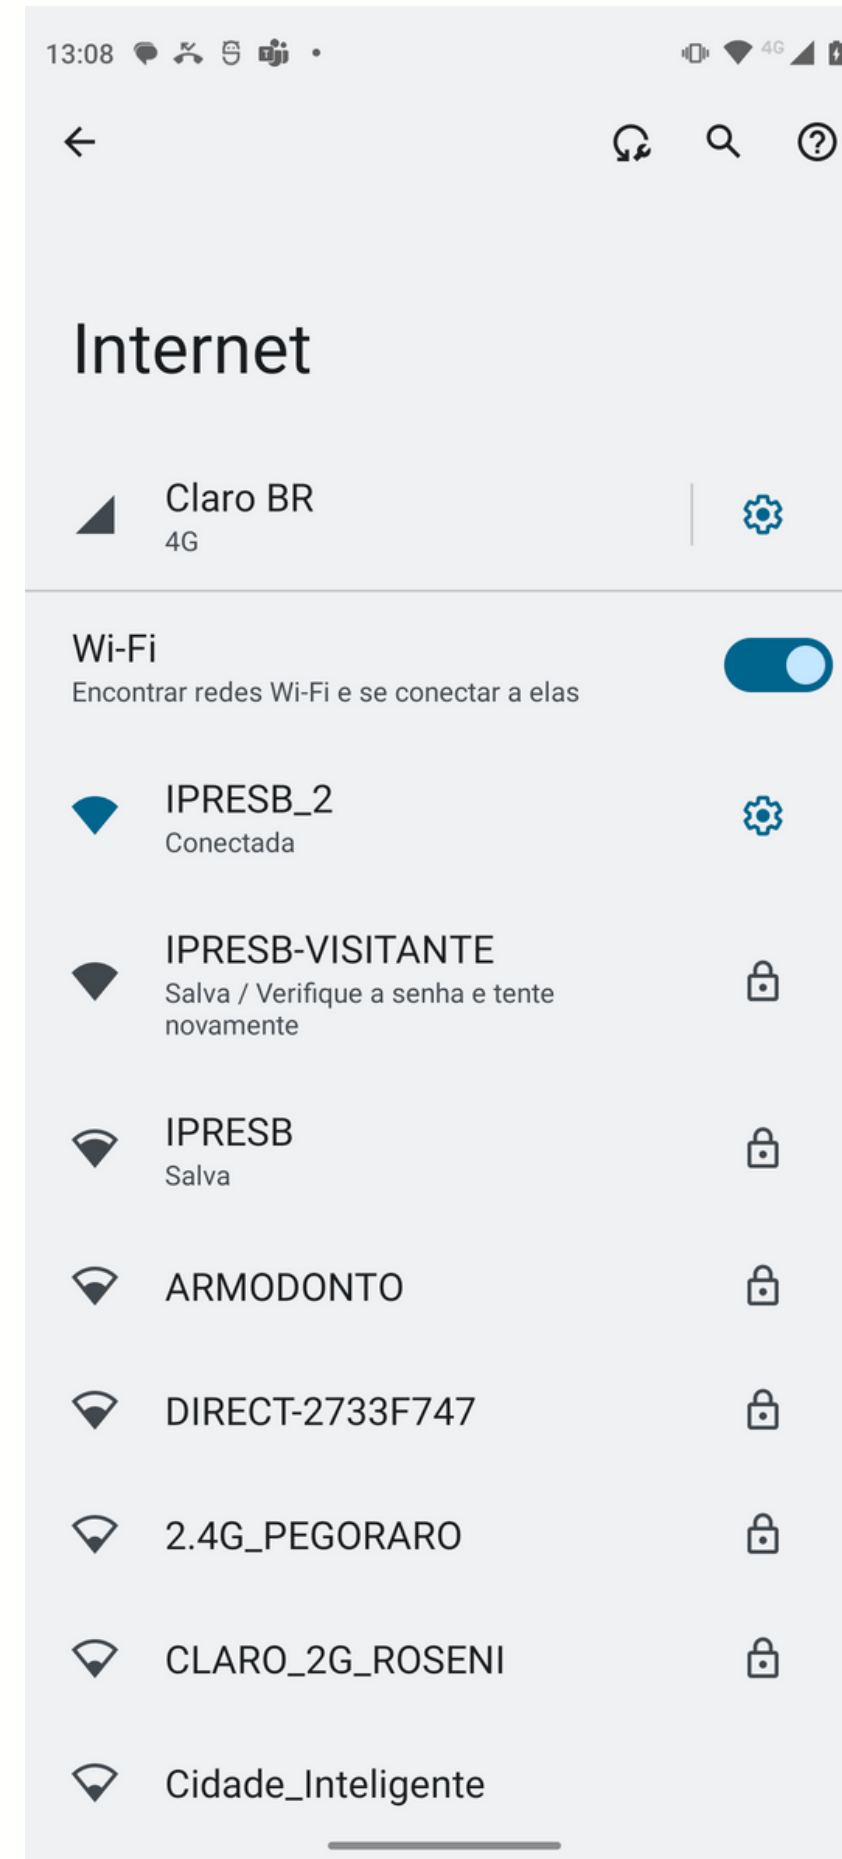 13:08
4G
Internet
Claro BR
4G
Wi-Fi
Encontrar redes Wi-Fi e se conectar a elas
IPRESB_2
Conectada
IPRESB-VISITANTE
Salva / Verifique a senha e tente
novamente
IPRESB
Salva
ARMODONTO
DIRECT-2733F747
2.4G_PEGORARO
CLARO_2G_ROSENI
Cidade_Inteligente